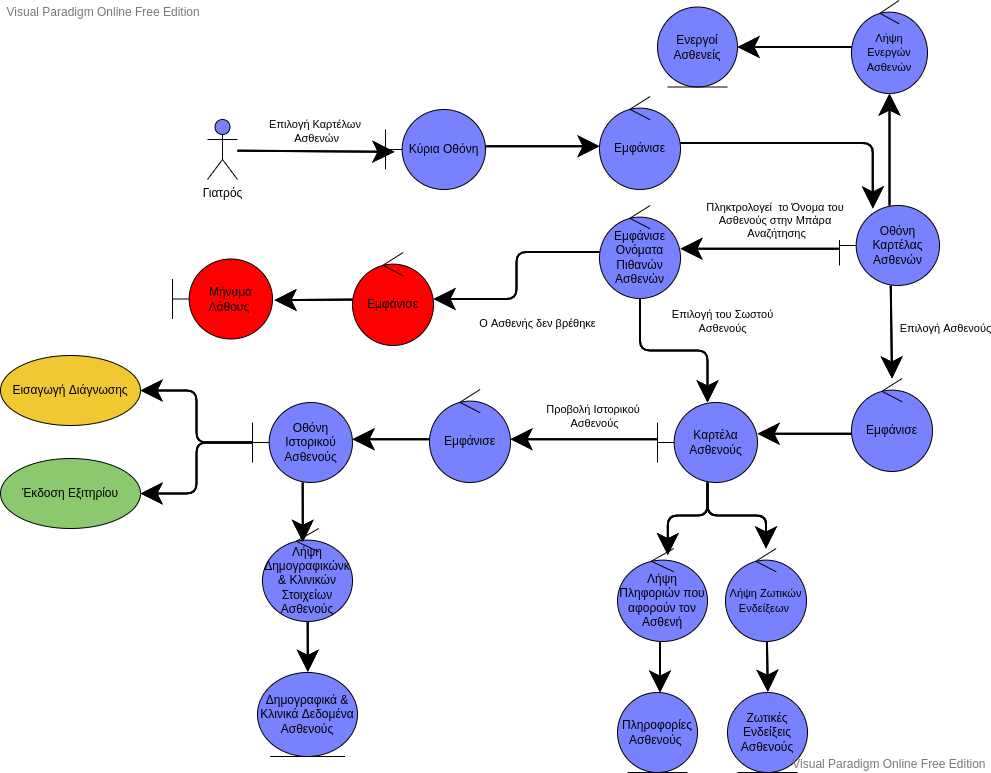 Visual Paradigm Online Free Edition
Ενεργοί
Ασθενείς
Λήψη
Ενεργών
Ασθενών
Επιλογή Καρτέλων
Ασθενών
Γιατρός
Κύρια Οθόνη
Εμφάνισε
Πληκτρολογεί το Όνομα του
Ασθενούς στην Μπάρα
Αναζήτησης
Οθόνη
Καρτέλας
Ασθενών
Εμφάνισε
Ονόματα
Πιθανών
Ασθενών
Μήνυμα
Λάθους
Εμφάνισε
Ο Ασθενής δεν βρέθηκε
Επιλογή του Σωστού
Ασθενούς
Επιλογή Ασθενούς
Εισαγωγή Διάγνωσης
Έκδοση Εξιτηρίου
Οθόνη
Ιστορικού
Ασθενούς
Εμφάνισε
Προβολή Ιστορικού
Ασθενούς
Καρτέλα
Ασθενούς
Εμφάνισε
Λήψη
Δημογραφικώνκ
& Κλινικών
Στοιχείων
Ασθενούς
Λήψη
Πληφοριών που
αφορούν τον
Ασθενή
Λήψη Ζωτικών
Ενδείξεων
Δημογραφικά &
Κλινικά Δεδομένα
Ασθενούς
Πληροφορίες
Ασθενούς
Ζωτικές
Ενδείξεις
Ασθενούς
Visual Paradigm Online Free Edition